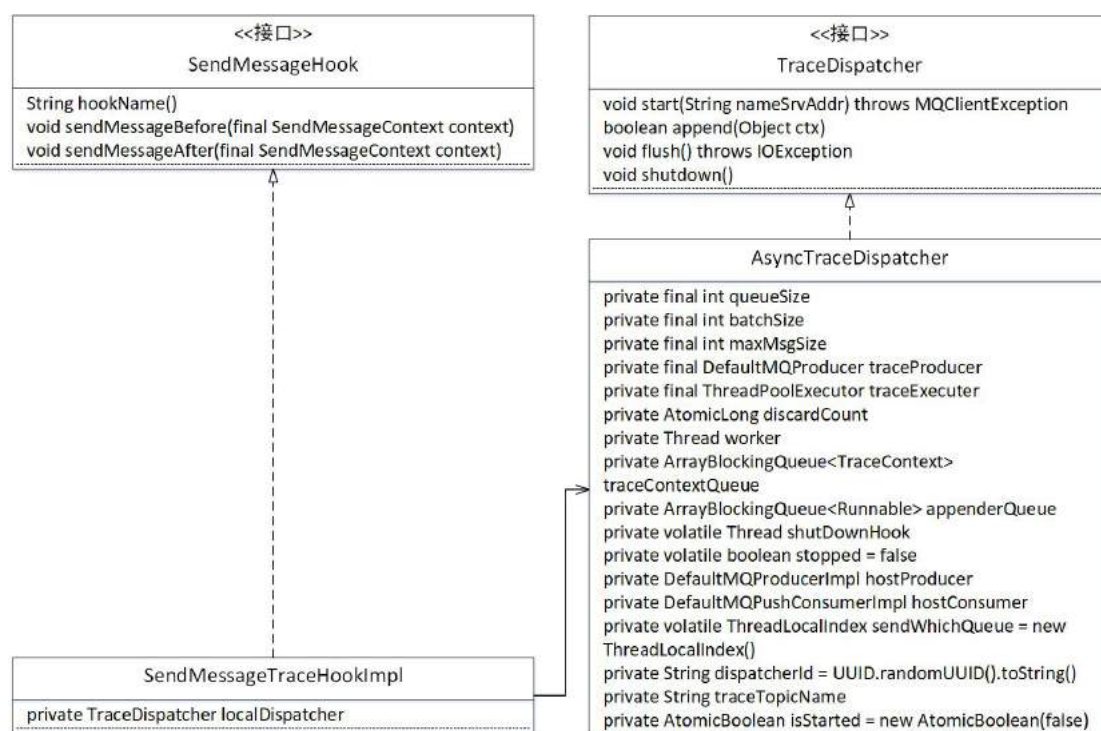 <<接口>>
SendMessageHook
String hookName()
void sendMessageBefore(final SendMessageContext context)
void sendMessageAfter(final SendMessageContext context)
<<接口>>
TraceDispatcher
void start(String nameSrvAddr) throws MQClientException
boolean append(Object ctx)
void flush() throws IOException
void shutdown()
AsyncTraceDispatcher
private final int queueSize
private final int batchSize
private final int maxMsgSize
private final DefaultMQProducer traceProducer
private final ThreadPoolExecutor traceExecuter
private AtomicLong discardCount
private Thread worker
private ArrayBlockingQueue<TraceContext>
traceContextQueue
private ArrayBlockingQueue<Runnable> appenderQueue
private volatile Thread shutDownHook
private volatile boolean stopped = false
private DefaultMQProducerImpl hostProducer
private DefaultMQPushConsumerImpl hostConsumer
private volatile ThreadLocalIndex sendWhichQueue = new
ThreadLocalIndex()
private String dispatcherId = UUID.randomUUID().toString()
private String traceTopicName
private AtomicBoolean isStarted = new AtomicBoolean(false)
SendMessageTraceHookImpl
private TraceDispatcher localDispatcher